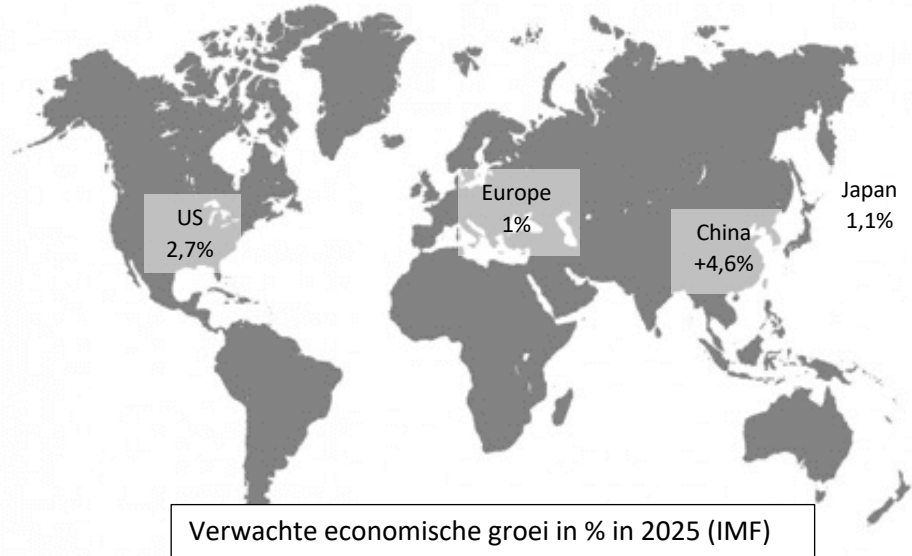 US
2,7%
Europe
1%
China
+4,6%
Japan
1,1%
Verwachte economische groei in % in 2025 (IMF)